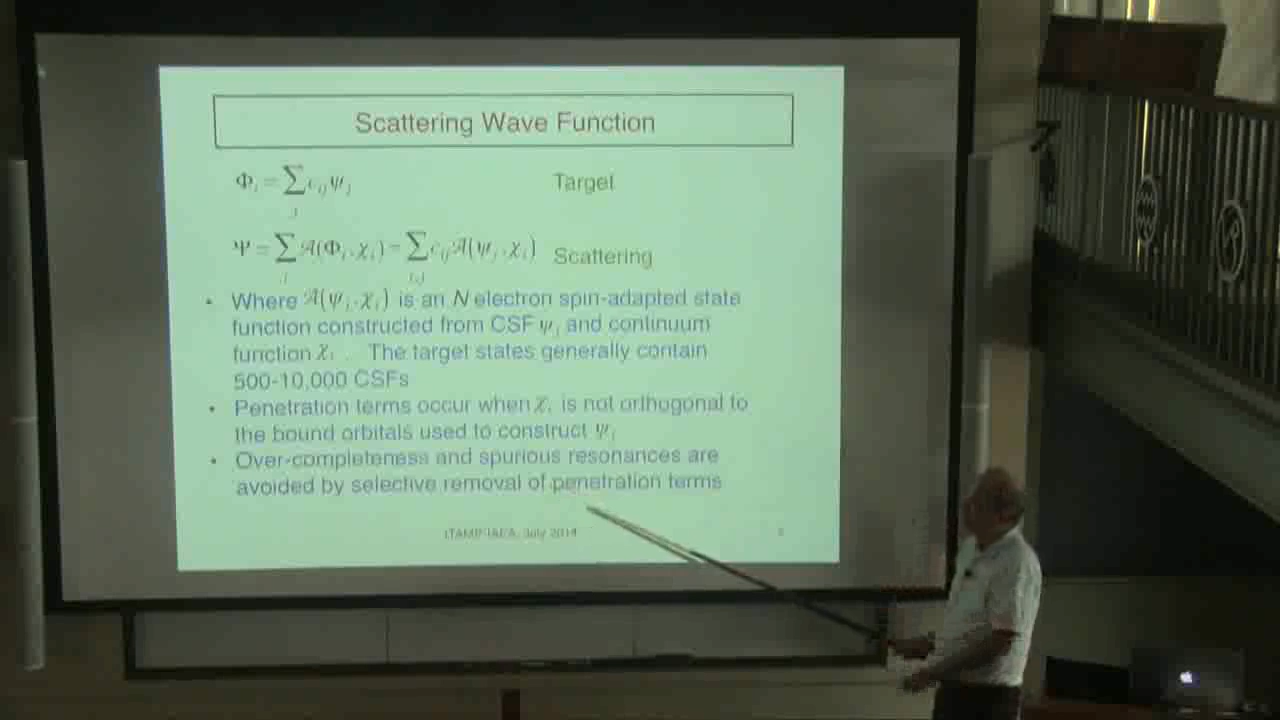 Scattering Wave Function
Φᵢ = ∑ⱼ cᵢⱼ ψⱼ Target
Ψ = ∑ᵢ 𝒜(Φᵢ, χᵢ) = ∑ᵢ,ⱼ cᵢⱼ 𝒜(ψⱼ, χᵢ) Scattering
• Where 𝒜(ψⱼ, χᵢ) is an N electron spin-adapted state
function constructed from CSF ψⱼ and continuum
function χᵢ . The target states generally contain
500-10,000 CSFs
• Penetration terms occur when χᵢ is not orthogonal to
the bound orbitals used to construct ψⱼ
• Over-completeness and spurious resonances are
avoided by selective removal of penetration terms
ITAMP-IAEA, July 2014